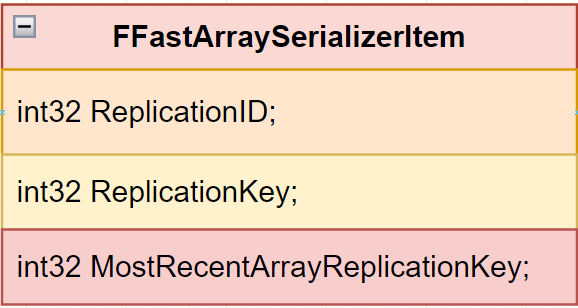 FFastArraySerializerItem
int32 ReplicationID;
int32 ReplicationKey;
int32 MostRecentArrayReplicationKey;